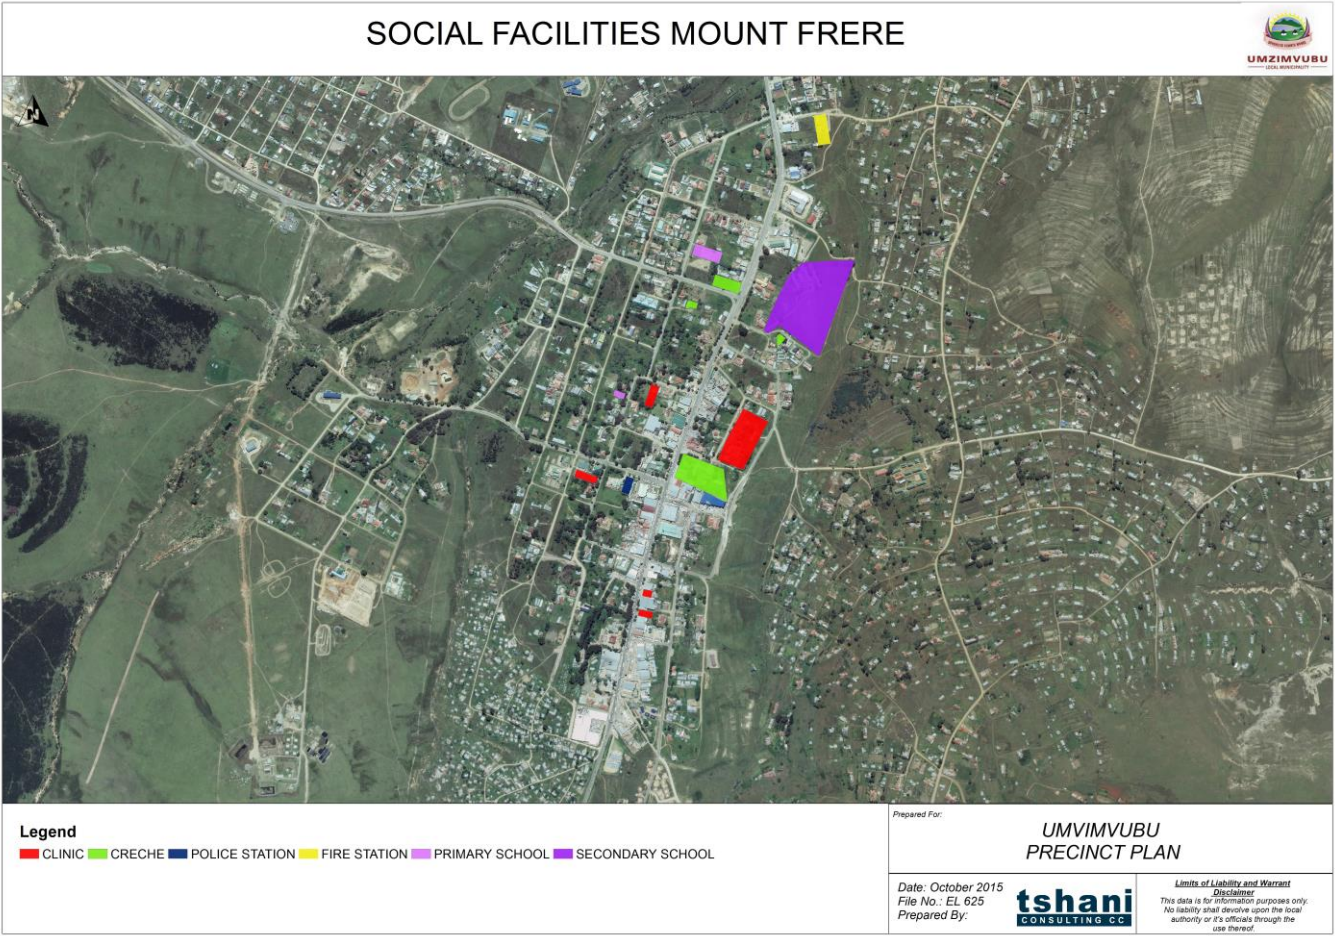 SOCIAL FACILITIES MOUNT FRERE
UMZIMVUBU
LOCAL MUNICIPALITY
N
Legend
CLINIC CRECHE POLICE STATION FIRE STATION PRIMARY SCHOOL SECONDARY SCHOOL
Prepared For:
UMVIMVUBU
PRECINCT PLAN
Date: October 2015
File No.: EL 625
Prepared By:
tshani
CONSULTING CC
Limits of Liability and Warrant
Disclaimer
This data is for information purposes only.
No liability shall devolve upon the local
authority or it's officials through the
use thereof.